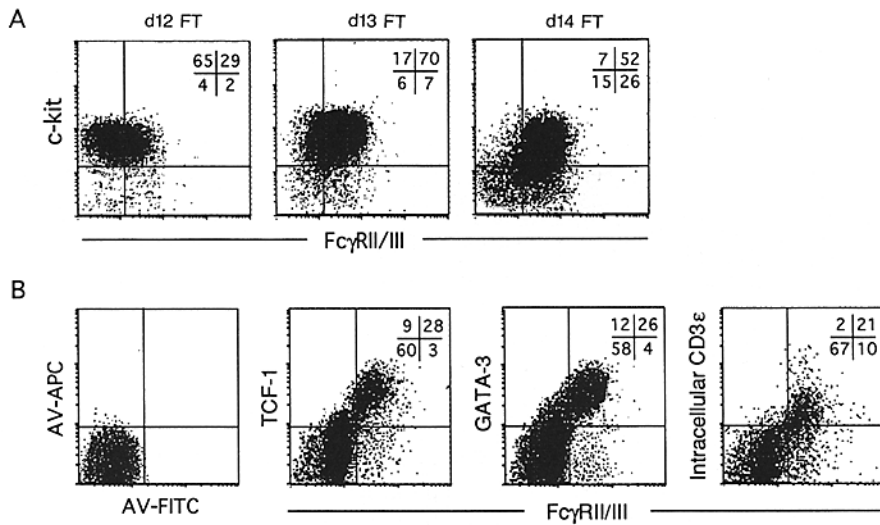 A
d12 FT
d13 FT
d14 FT
c-kit
65 29
4 2
17 70
6 7
7 52
15 26
FcγRII/III
B
AV-APC
AV-FITC
TCF-1
9 28
60 3
GATA-3
12 26
58 4
Intracellular CD3ε
2 21
67 10
FcγRII/III